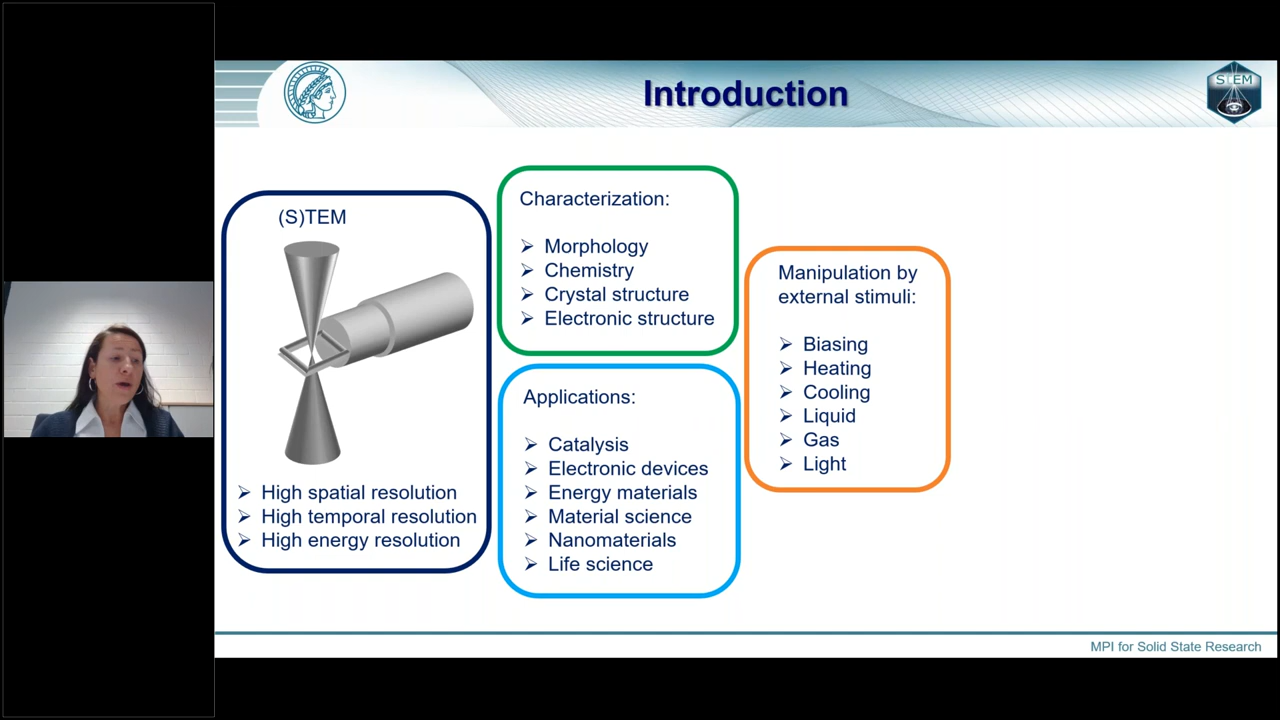 Introduction
STEM
(S)TEM
High spatial resolution
High temporal resolution
High energy resolution
Characterization:
Morphology
Chemistry
Crystal structure
Electronic structure
Applications:
Catalysis
Electronic devices
Energy materials
Material science
Nanomaterials
Life science
Manipulation by
external stimuli:
Biasing
Heating
Cooling
Liquid
Gas
Light
MPI for Solid State Research